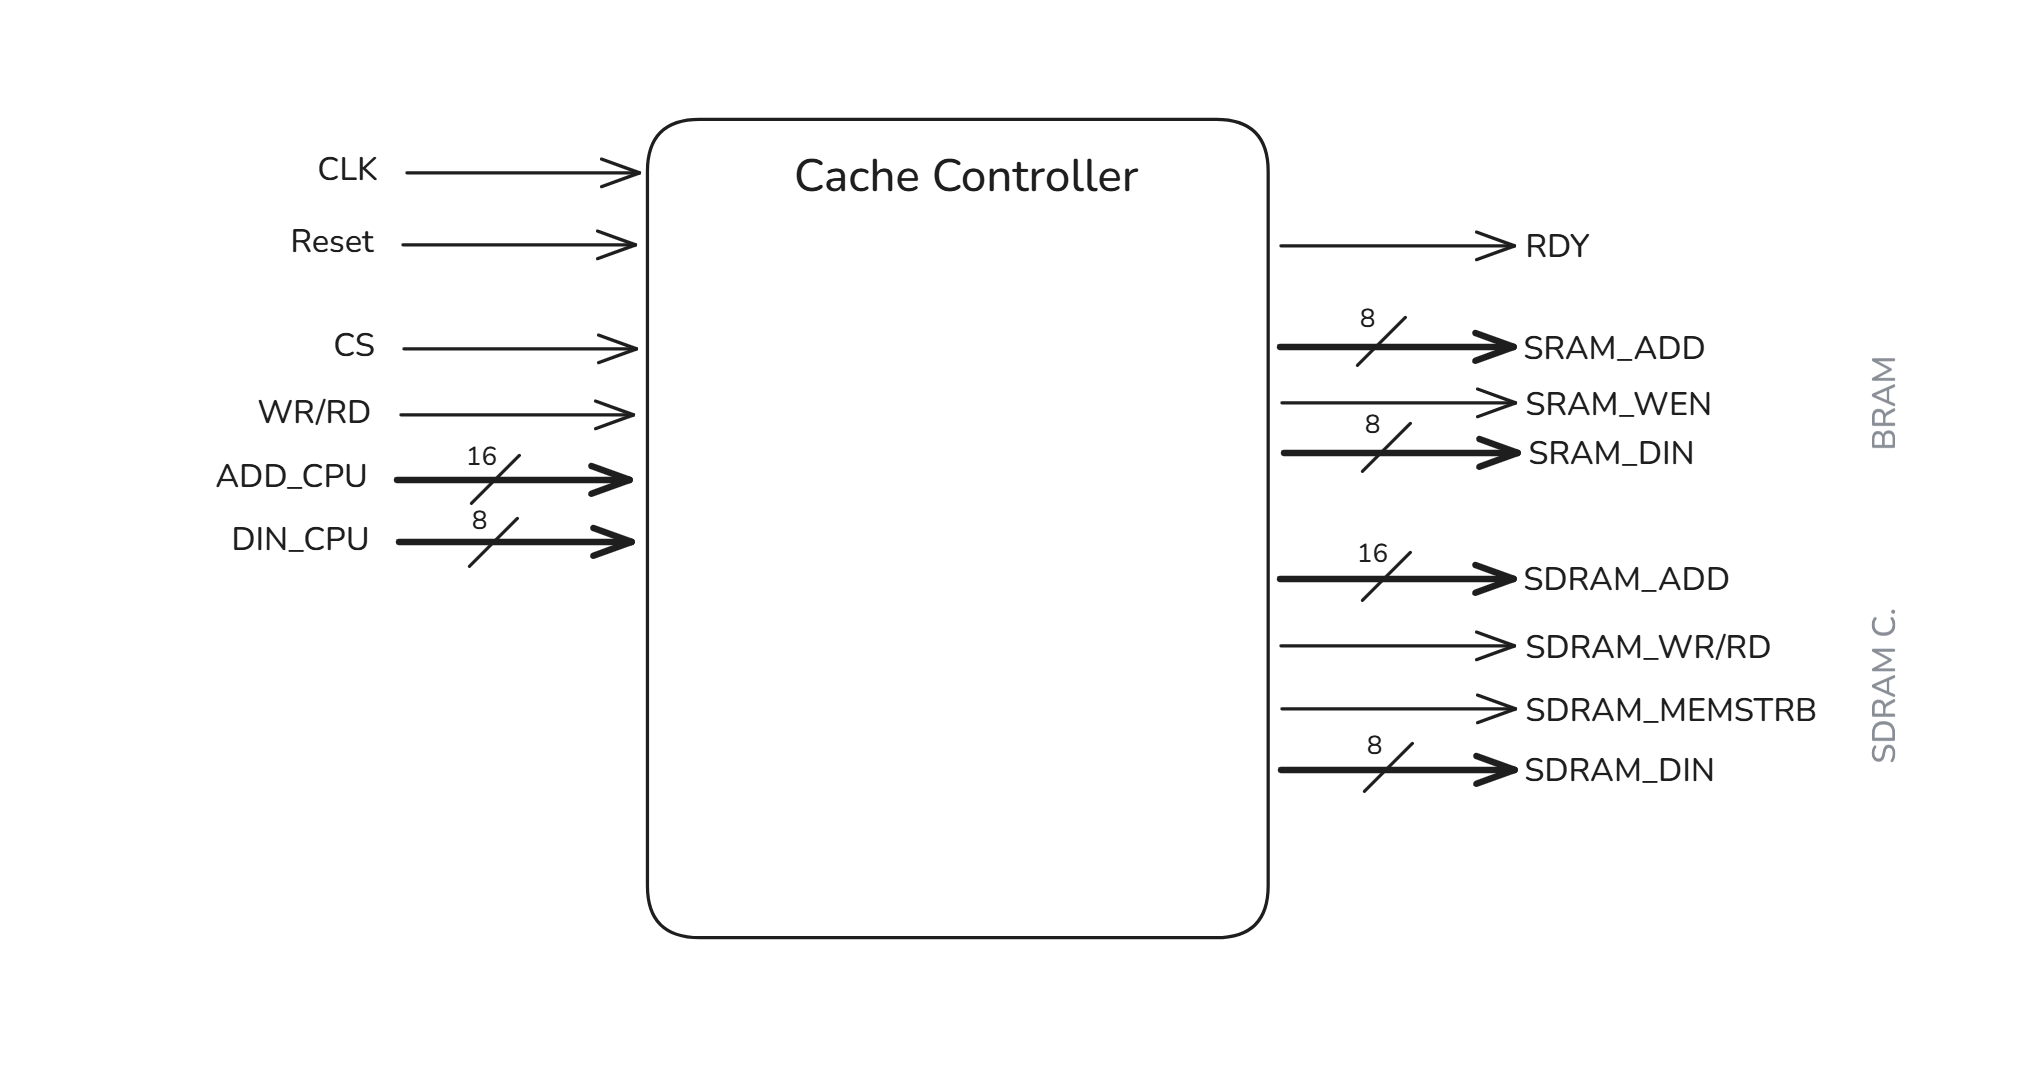 Cache Controller
CLK
Reset
CS
WR/RD
16
ADD_CPU
8
DIN_CPU
RDY
8
SRAM_ADD
SRAM_WEN
8
SRAM_DIN
BRAM
16
SDRAM_ADD
SDRAM_WR/RD
SDRAM_MEMSTRB
8
SDRAM_DIN
SDRAM C.